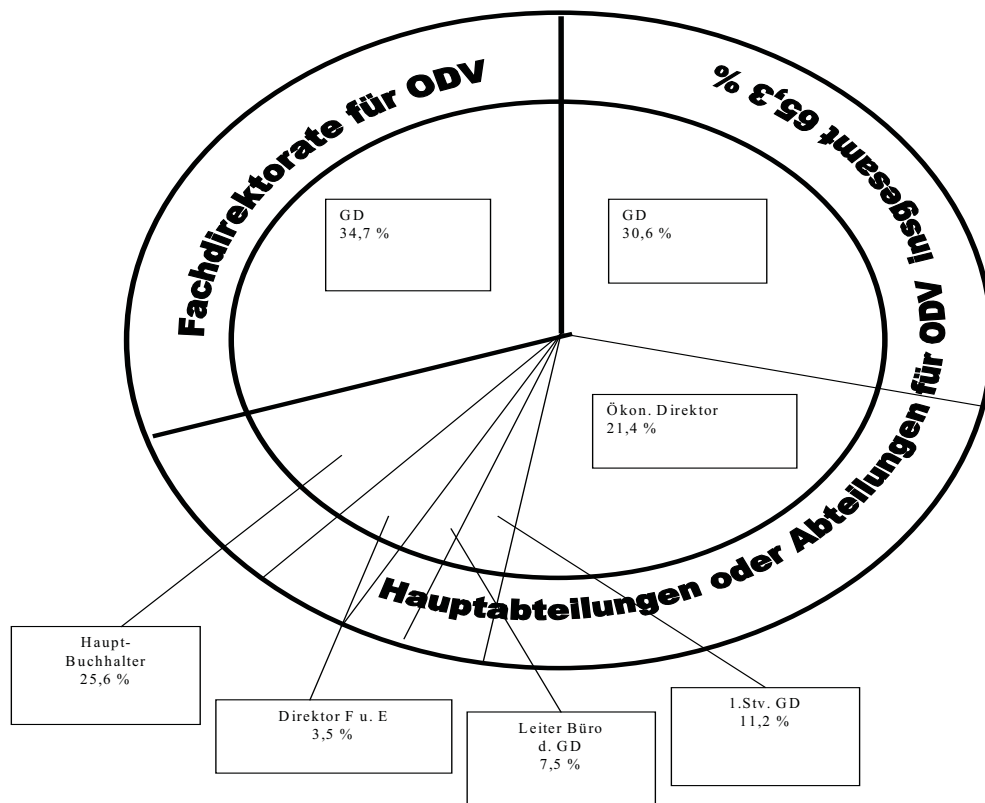 Fachdirektorate für ODV
Hauptabteilungen oder Abteilungen für ODV insgesamt 65,3 %
GD
34,7 %
GD
30,6 %
Ökon. Direktor
21,4 %
Haupt-
Buchhalter
25,6 %
Direktor F u. E
3,5 %
Leiter Büro
d. GD
7,5 %
1.Stv. GD
11,2 %